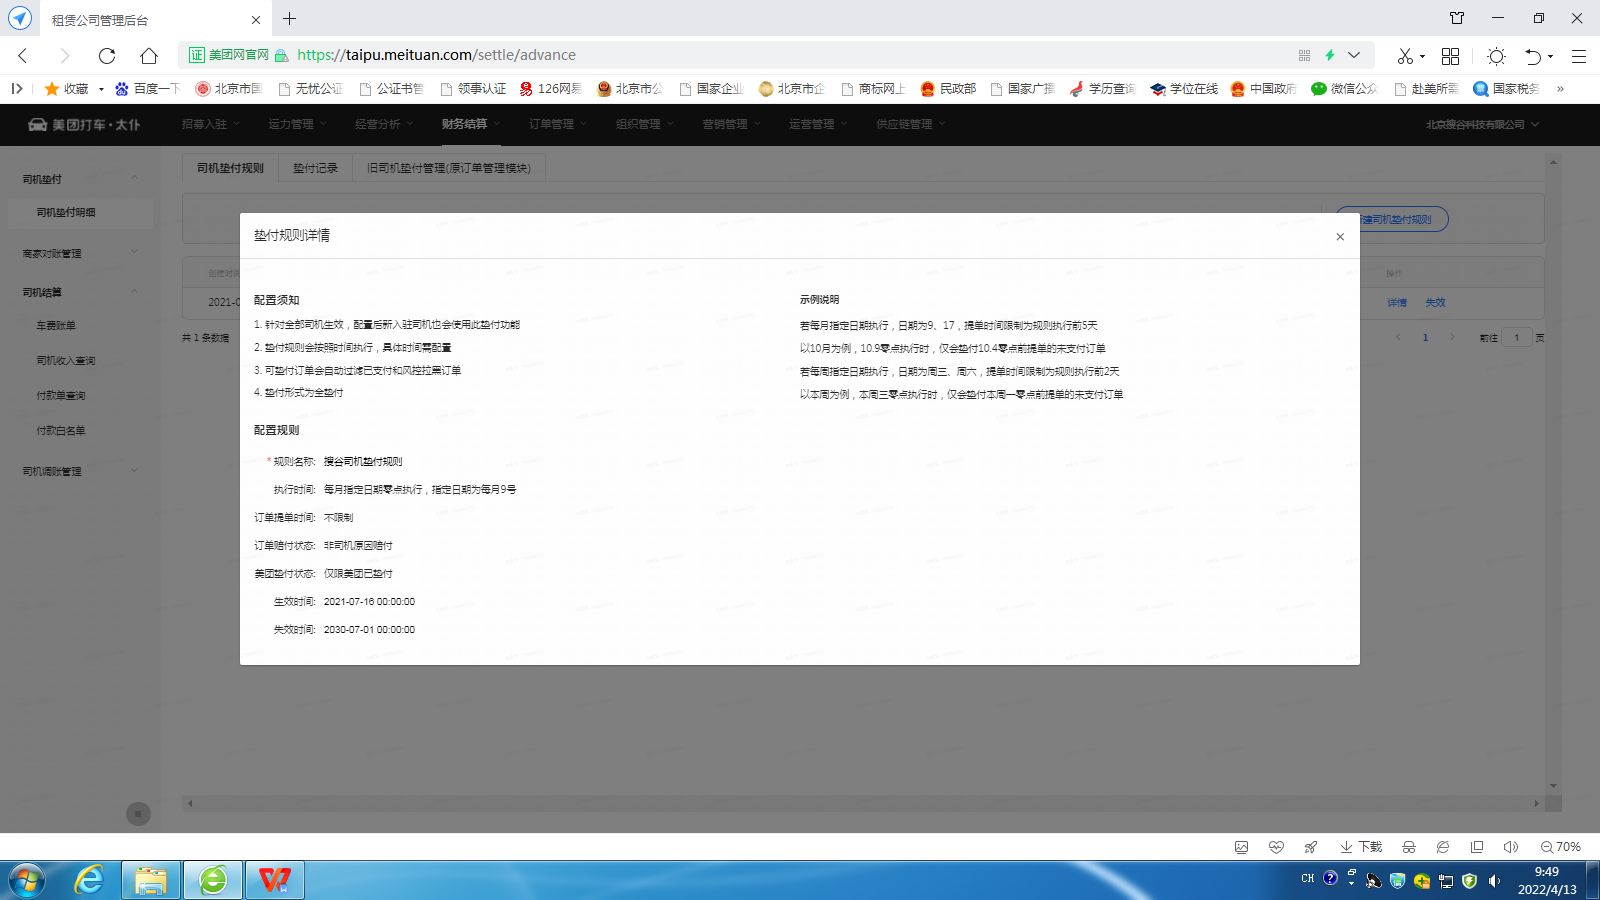 租赁公司管理后台
证 美团网官网 https://taipu.meituan.com/settle/advance
收藏 百度一下 北京市国 无忧公证 公证书管 领事认证 126网易 北京市公 国家企业 北京市企 商标网上 民政部 国家广播 学历查询 学位在线 中国政府 微信公众 赴美所需 国家税务 »
美团打车·太仆 招募入驻 运力管理 经营分析 财务结算 订单管理 组织管理 营销管理 运营管理 供应链管理 北京搜谷科技有限公司
司机垫付
司机垫付明细
商家对账管理
司机结算
车费账单
司机收入查询
付款单查询
付款白名单
司机调账管理
司机垫付规则 垫付记录 旧司机垫付管理(原订单管理模块)
建司机垫付规则
创建时间 操作
2021-0 详情 失效
共 1 条数据 1 前往 1 页
垫付规则详情
配置须知
1. 针对全部司机生效，配置后新入驻司机也会使用此垫付功能
2. 垫付规则会按照时间执行，具体时间需配置
3. 可垫付订单会自动过滤已支付和风控拉黑订单
4. 垫付形式为全垫付
示例说明
若每月指定日期执行，日期为9、17，提单时间限制为规则执行前5天
以10月为例，10.9零点执行时，仅会垫付10.4零点前提单的未支付订单
若每周指定日期执行，日期为周三、周六，提单时间限制为规则执行前2天
以本周为例，本周三零点执行时，仅会垫付本周一零点前提单的未支付订单
配置规则
* 规则名称: 搜谷司机垫付规则
执行时间: 每月指定日期零点执行，指定日期为每月9号
订单提单时间: 不限制
订单赔付状态: 非司机原因赔付
美团垫付状态: 仅限美团已垫付
生效时间: 2021-07-16 00:00:00
失效时间: 2030-07-01 00:00:00
下载 70%
CH
9:49
2022/4/13